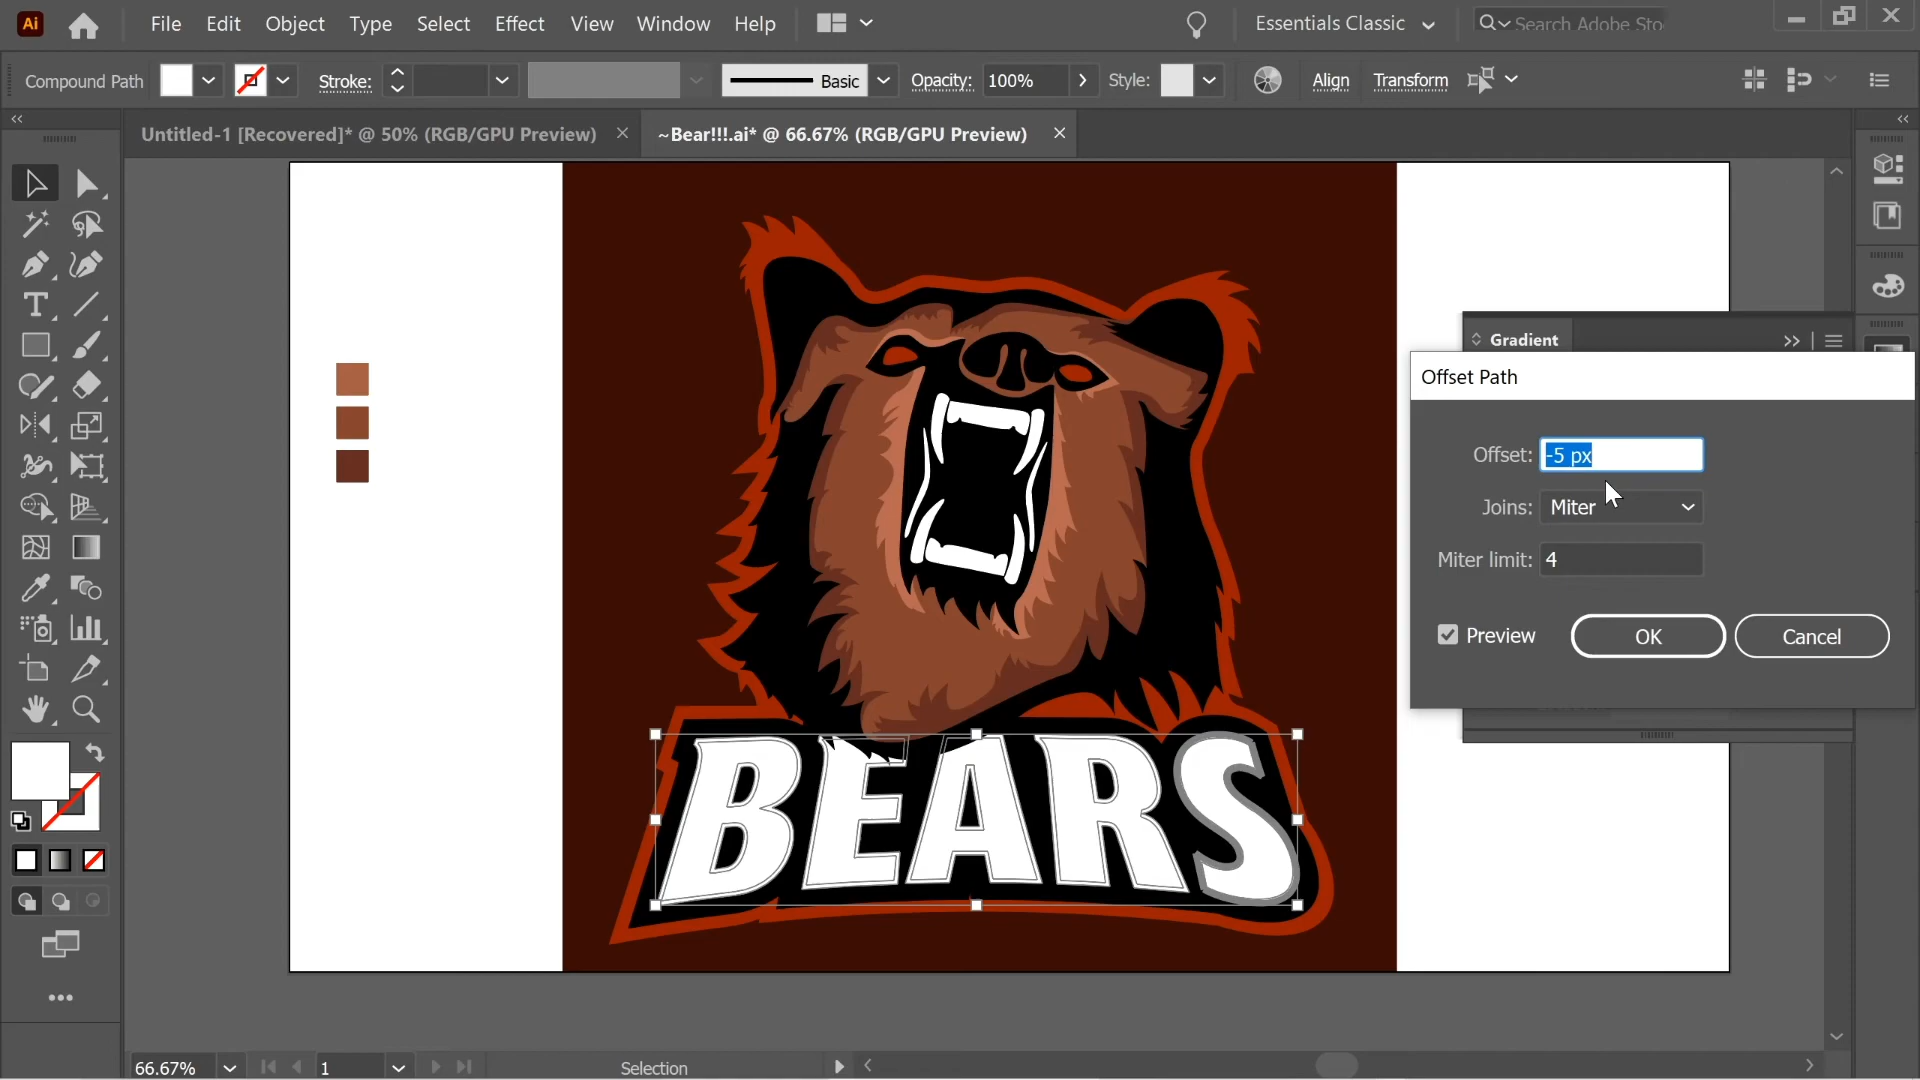 Ai File Edit Object Type Select Effect View Window Help Essentials Classic Search Adobe Sto
Compound Path Stroke: Basic Opacity: 100% Style: Align Transform
Untitled-1 [Recovered]* @ 50% (RGB/GPU Preview) ~Bear!!!.ai* @ 66.67% (RGB/GPU Preview)
Gradient
Offset Path
Offset: -5 px
Joins: Miter
Miter limit: 4
Preview OK Cancel
BEARS
66.67% 1 Selection